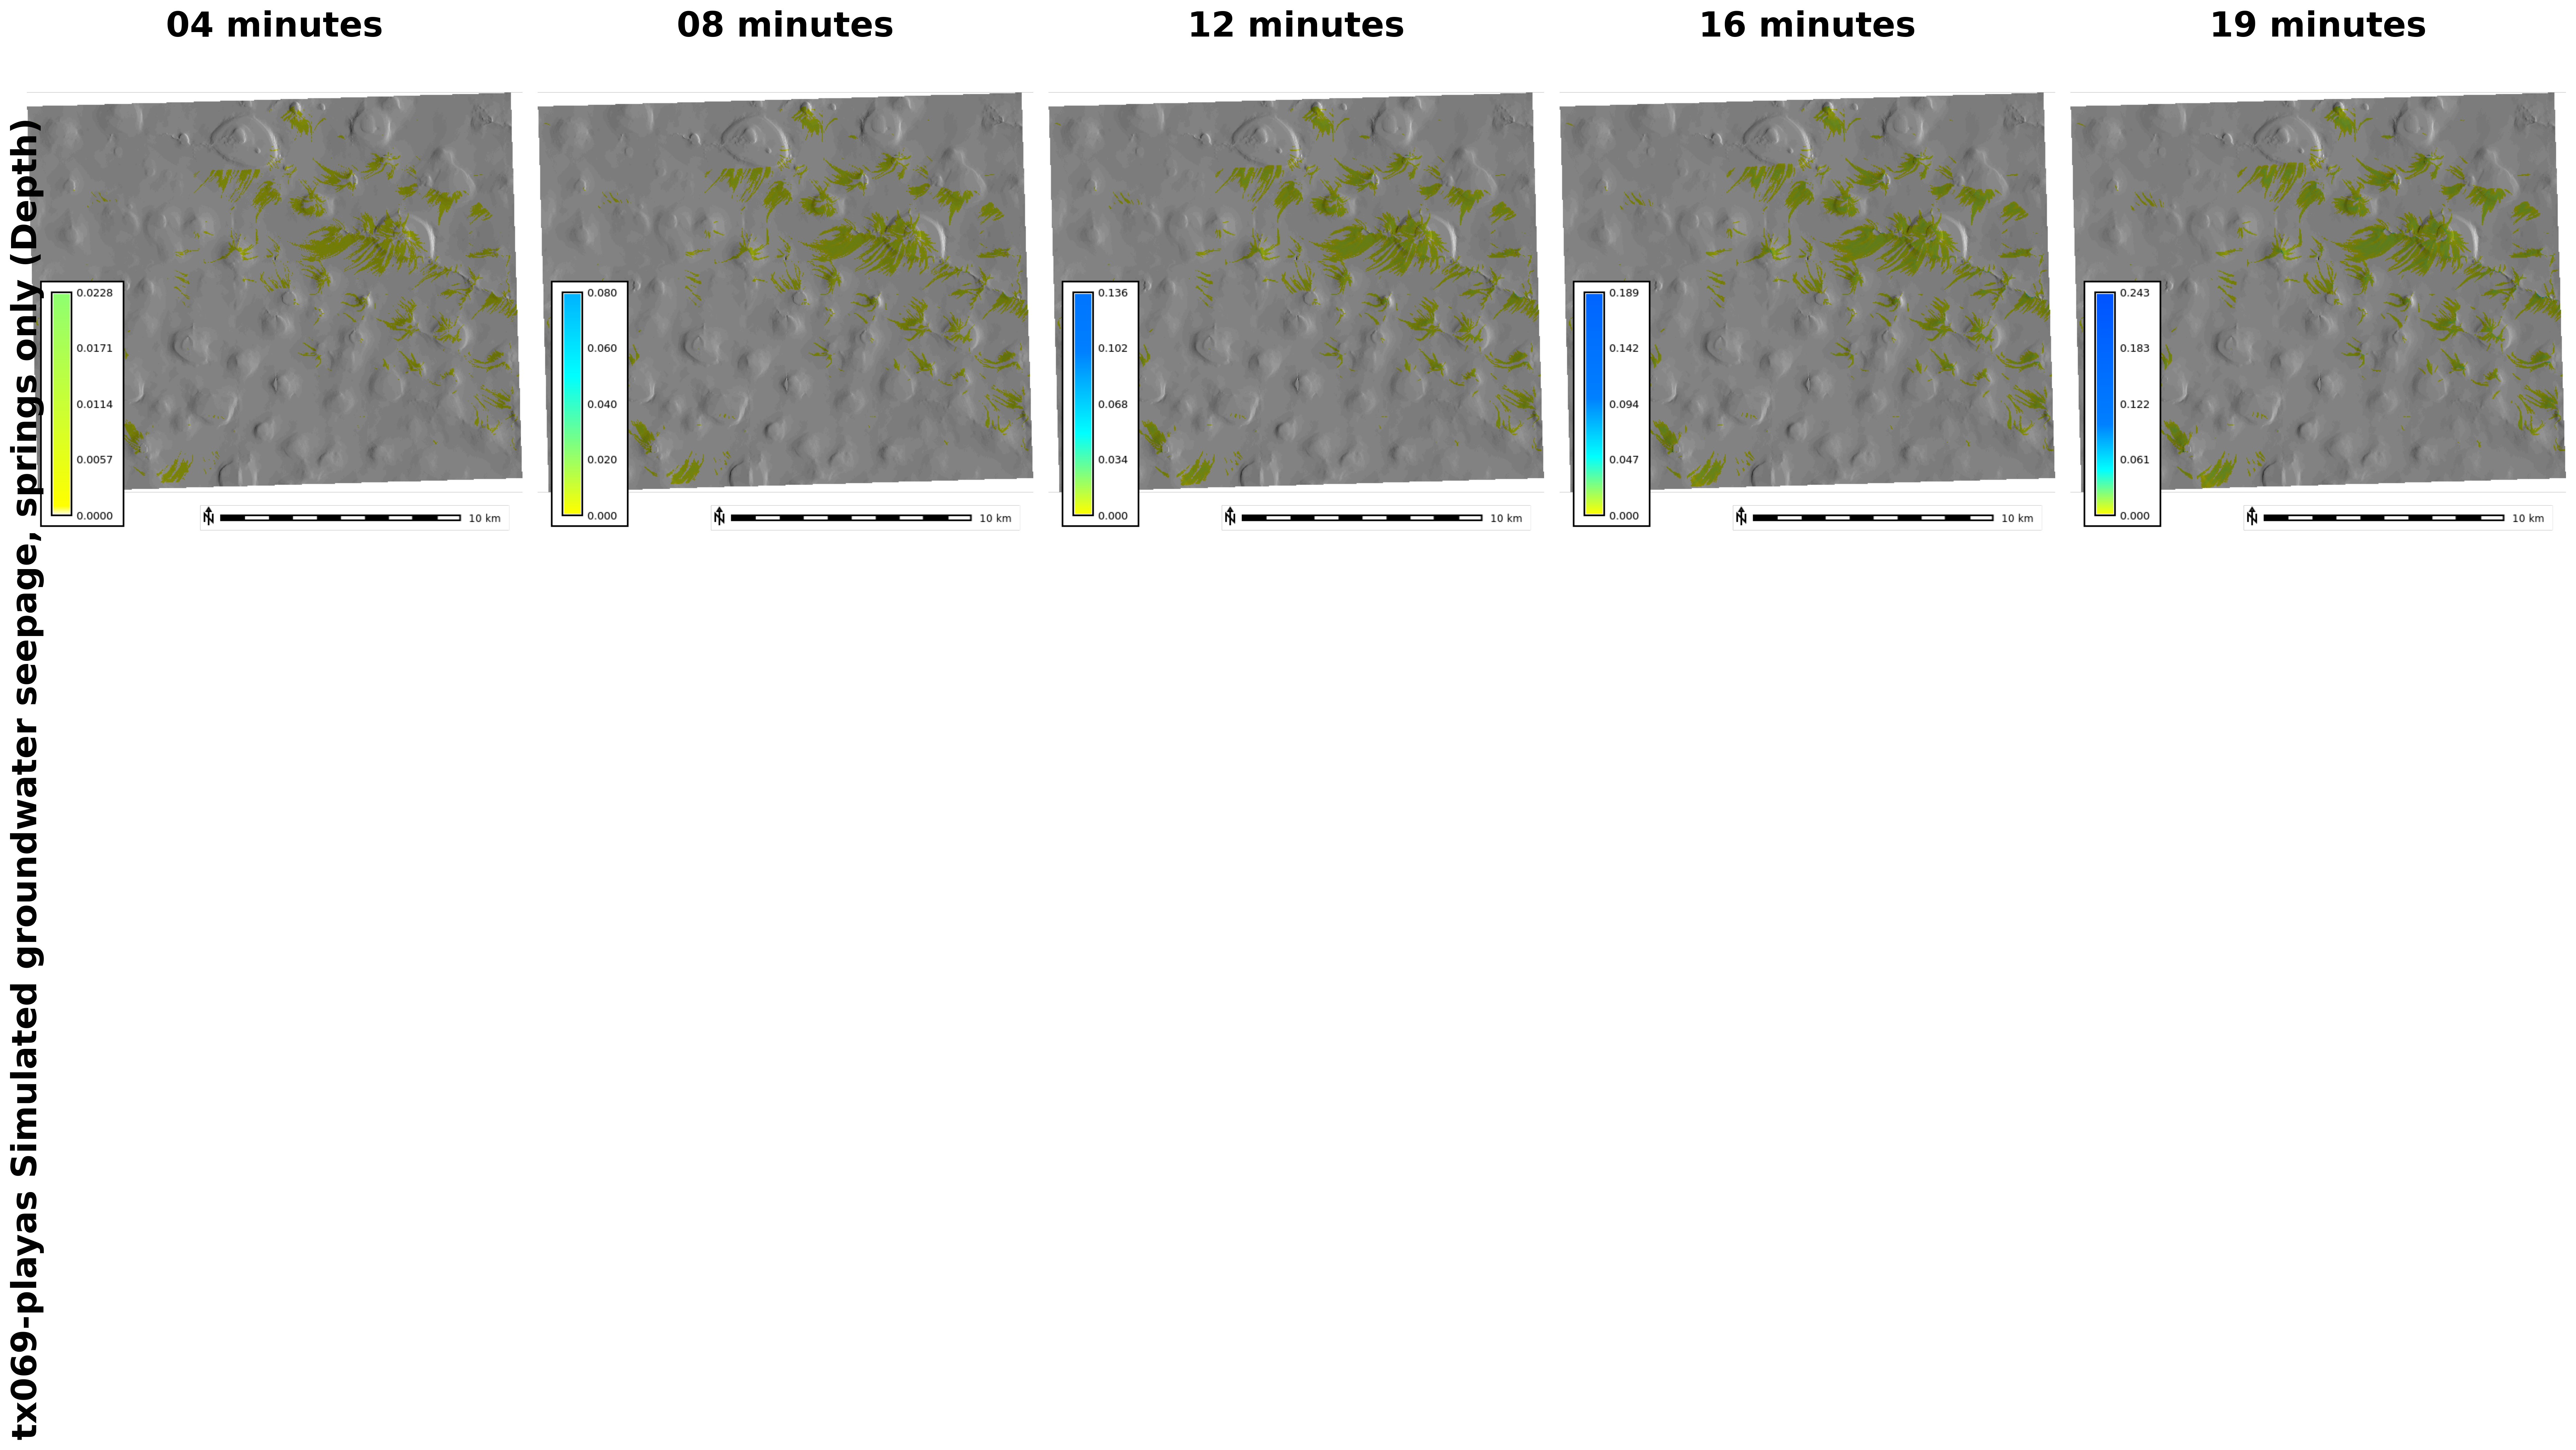 04 minutes
08 minutes
12 minutes
16 minutes
19 minutes
tx069-playas Simulated groundwater seepage, springs only (Depth)
0.0228
0.0171
0.0114
0.0057
0.0000
N
10 km
0.080
0.060
0.040
0.020
0.000
N
10 km
0.136
0.102
0.068
0.034
0.000
N
10 km
0.189
0.142
0.094
0.047
0.000
N
10 km
0.243
0.183
0.122
0.061
0.000
N
10 km